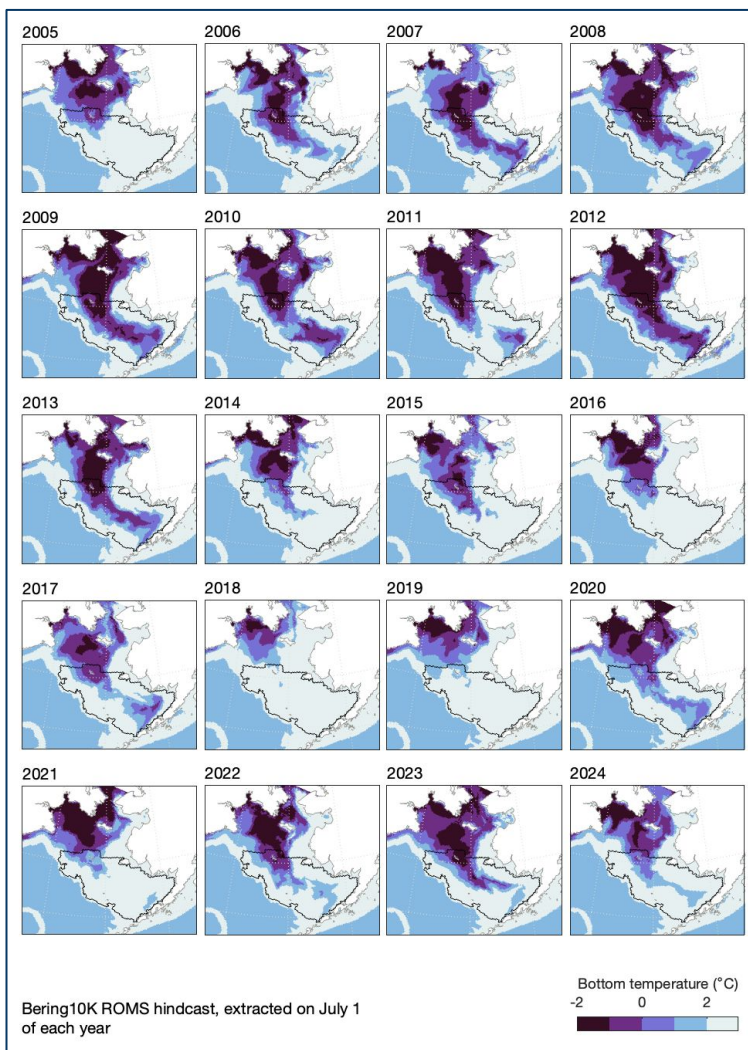 2005 2006 2007 2008
2009 2010 2011 2012
2013 2014 2015 2016
2017 2018 2019 2020
2021 2022 2023 2024
Bering10K ROMS hindcast, extracted on July 1
of each year
Bottom temperature (°C)
-2 0 2